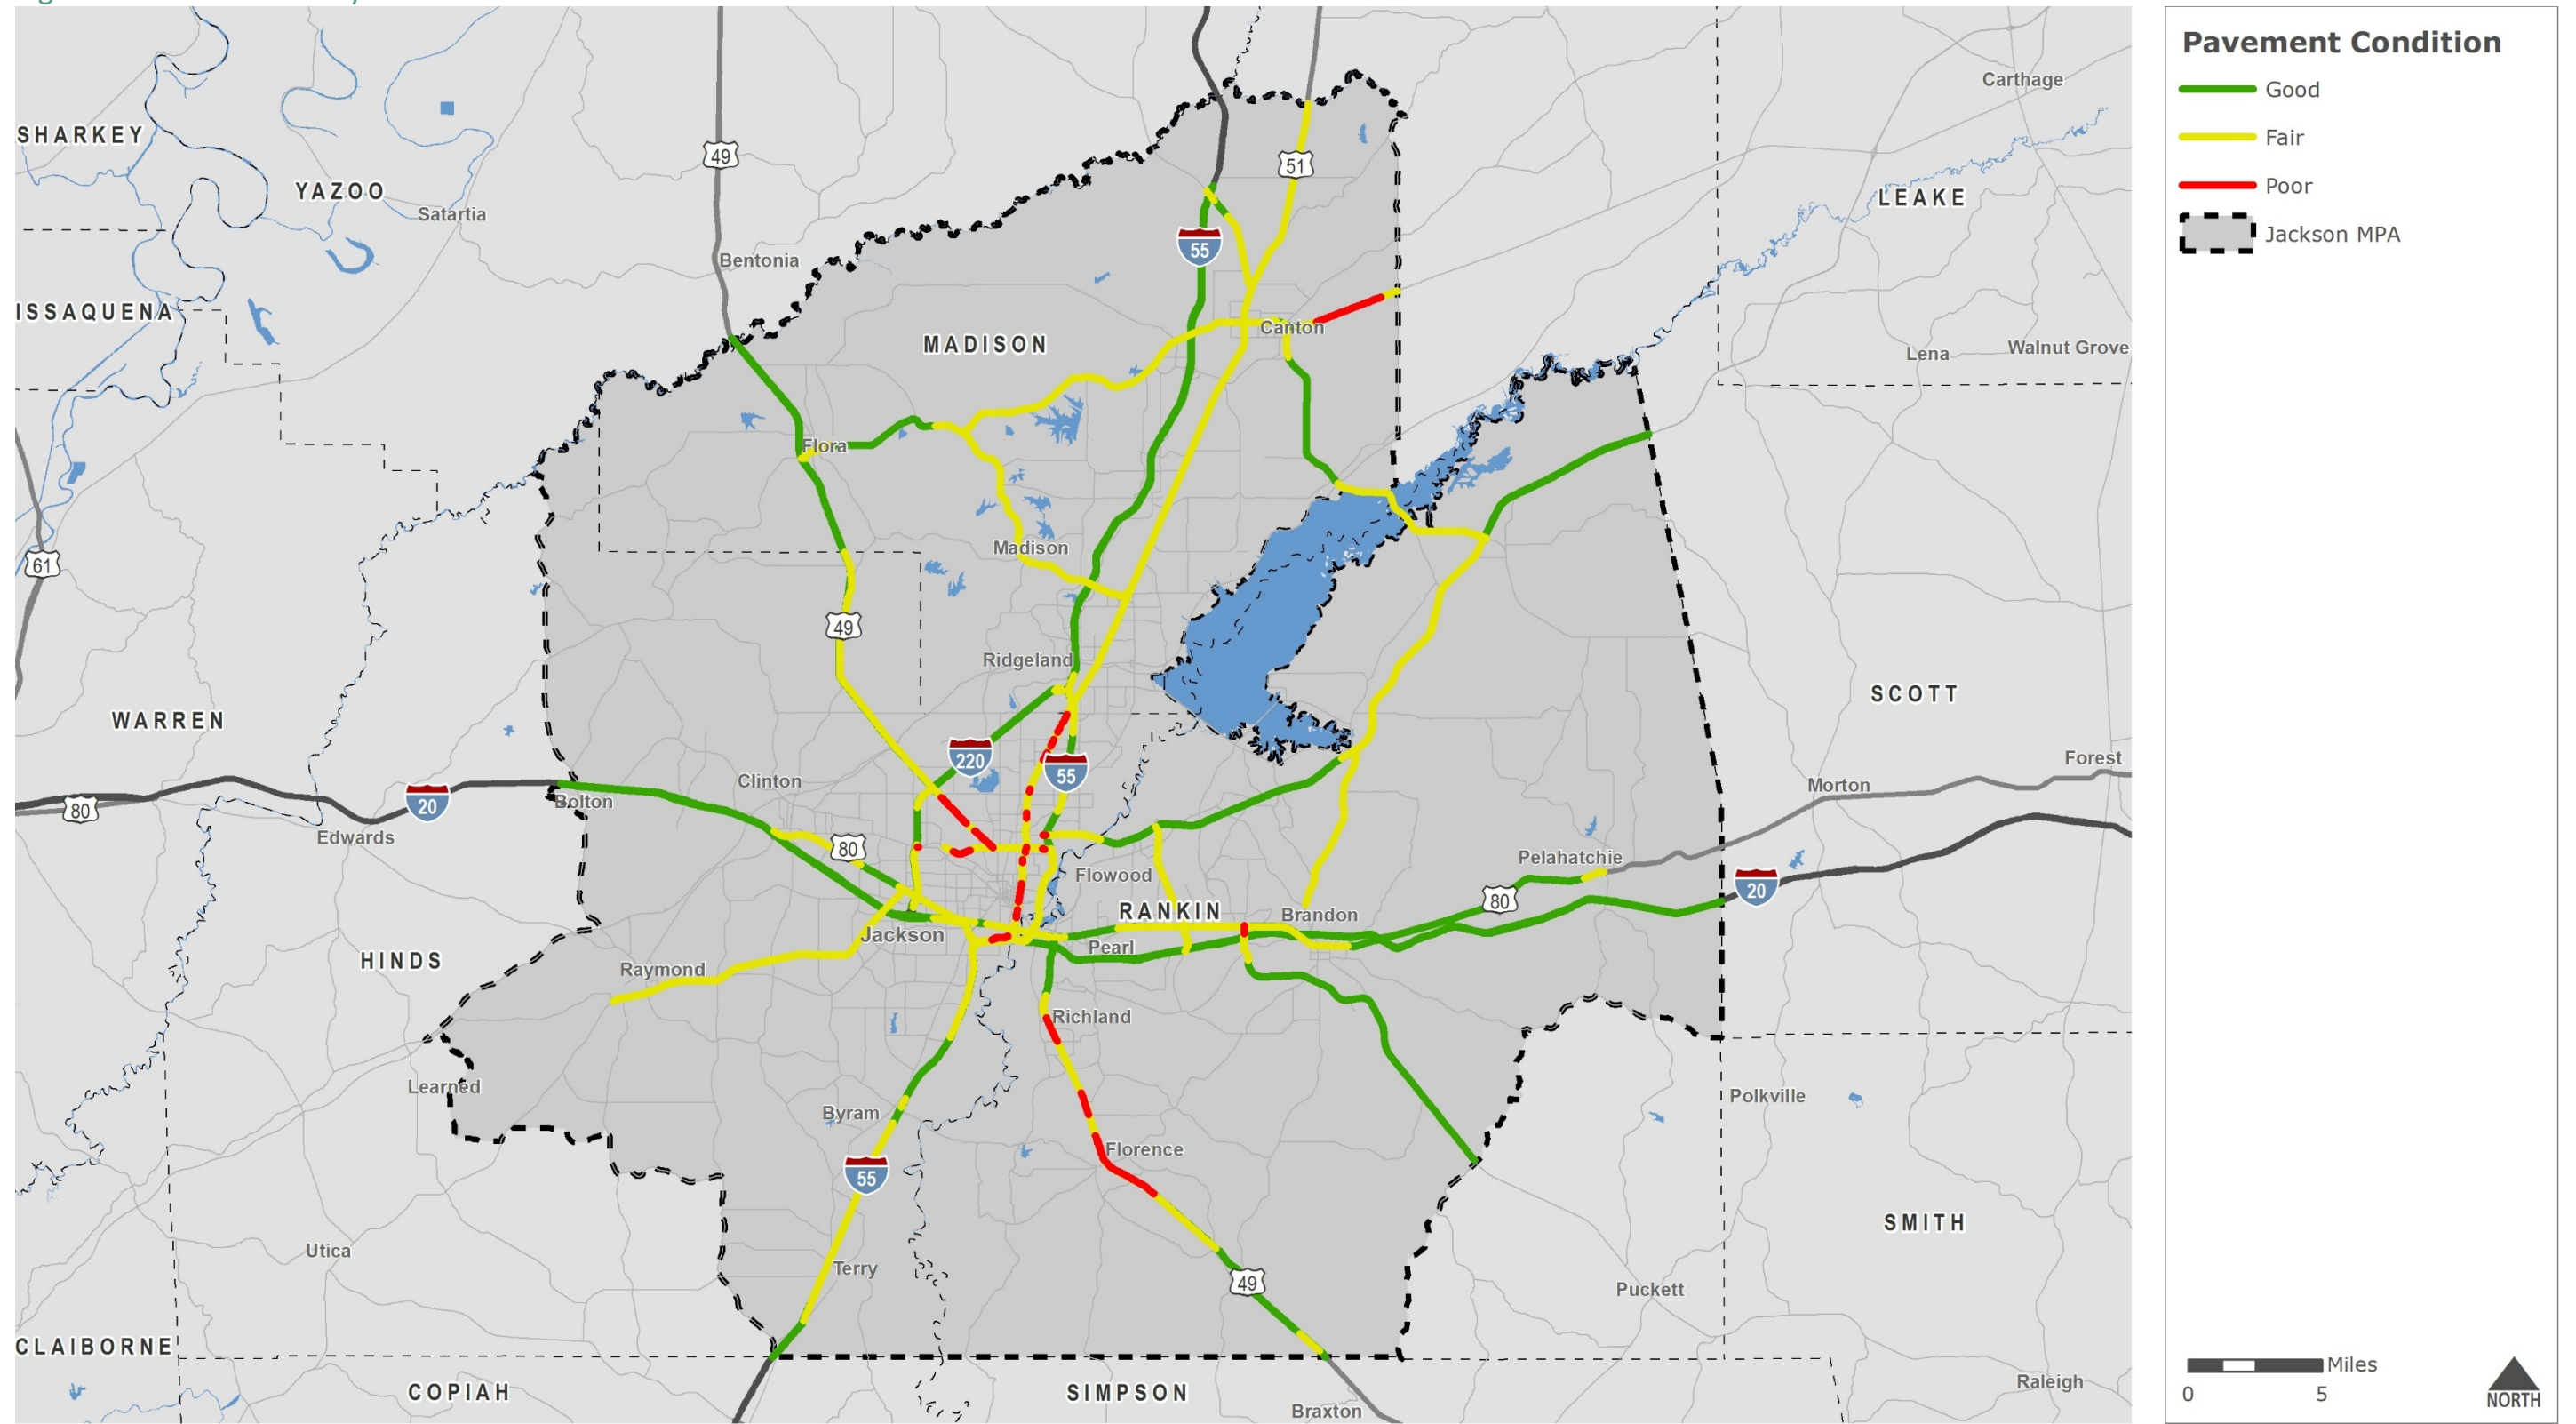 Pavement Condition
Good
Fair
Poor
Jackson MPA
Carthage
SHARKEY
49
51
YAZOO
LEAKE
Satartia
55
Bentonia
ISSAQUENA
Canton
MADISON
Lena
Walnut Grove
Flora
Madison
61
49
Ridgeland
SCOTT
WARREN
220
55
Forest
Clinton
Morton
Bolton
20
80
Edwards
80
Pelahatchie
Flowood
20
80
RANKIN
Brandon
Jackson
Pearl
HINDS
Raymond
Richland
Learned
Polkville
Byram
Florence
55
SMITH
Utica
Terry
49
Puckett
CLAIBORNE
Miles
0
5
NORTH
COPIAH
SIMPSON
Raleigh
Braxton